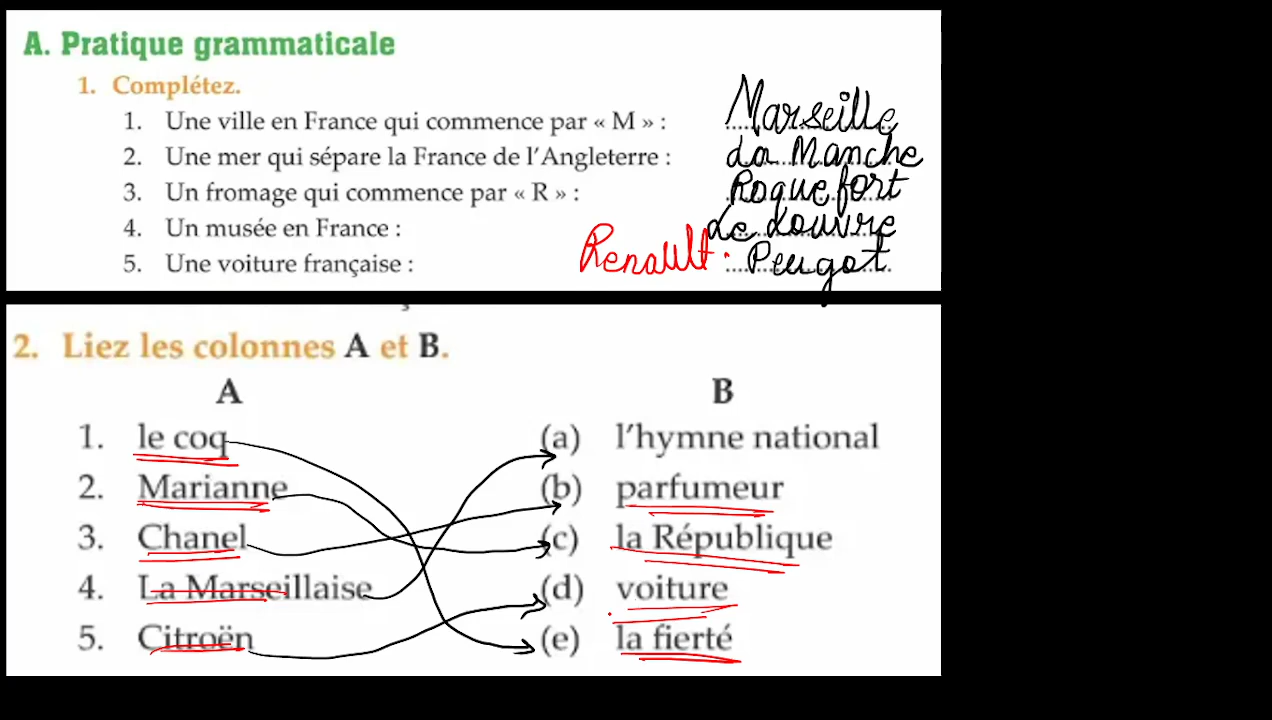 A. Pratique grammaticale
1. Complétez.
1. Une ville en France qui commence par « M » : Marseille
2. Une mer qui sépare la France de l'Angleterre : La Manche
3. Un fromage qui commence par « R » : Roquefort
4. Un musée en France : Le Louvre
5. Une voiture française : Renault. Peugot
2. Liez les colonnes A et B.
A B
1. le coq (a) l'hymne national
2. Marianne (b) parfumeur
3. Chanel (c) la République
4. La Marseillaise (d) voiture
5. Citroën (e) la fierté